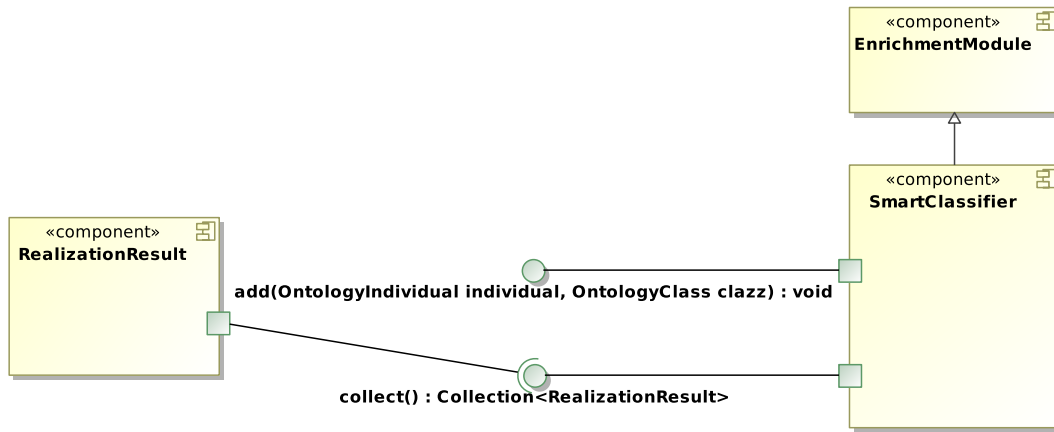 «component»
EnrichmentModule
«component»
SmartClassifier
«component»
RealizationResult
add(OntologyIndividual individual, OntologyClass clazz) : void
collect() : Collection<RealizationResult>